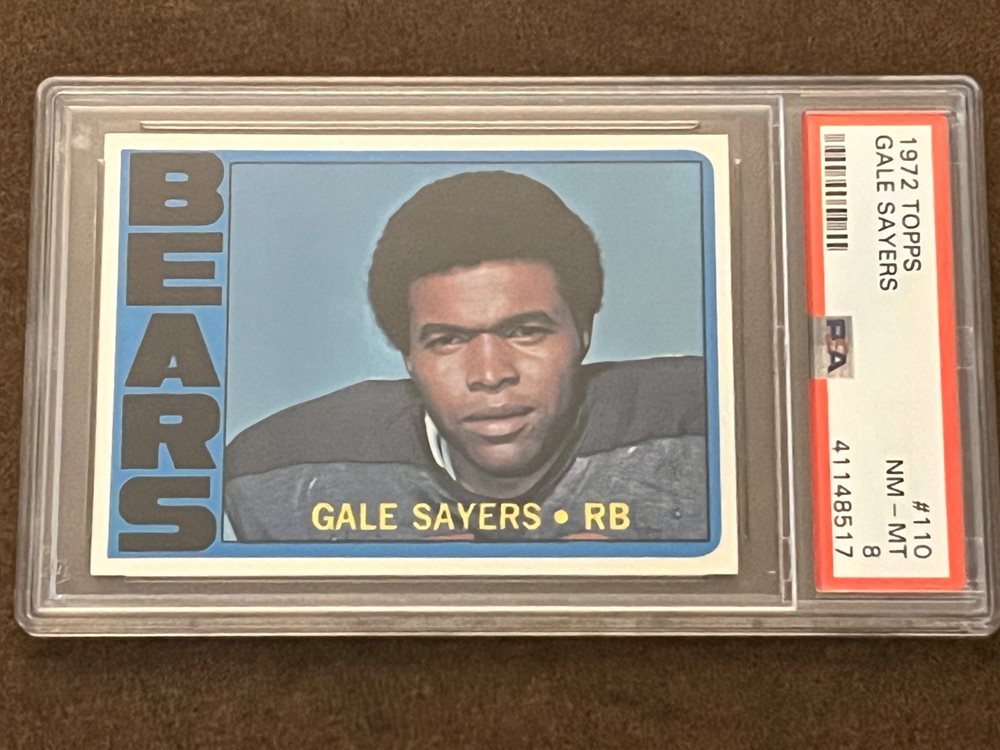 BEARS
GALE SAYERS • RB
1972 TOPPS
GALE SAYERS
PSA
#110
NM - MT
8
41148517